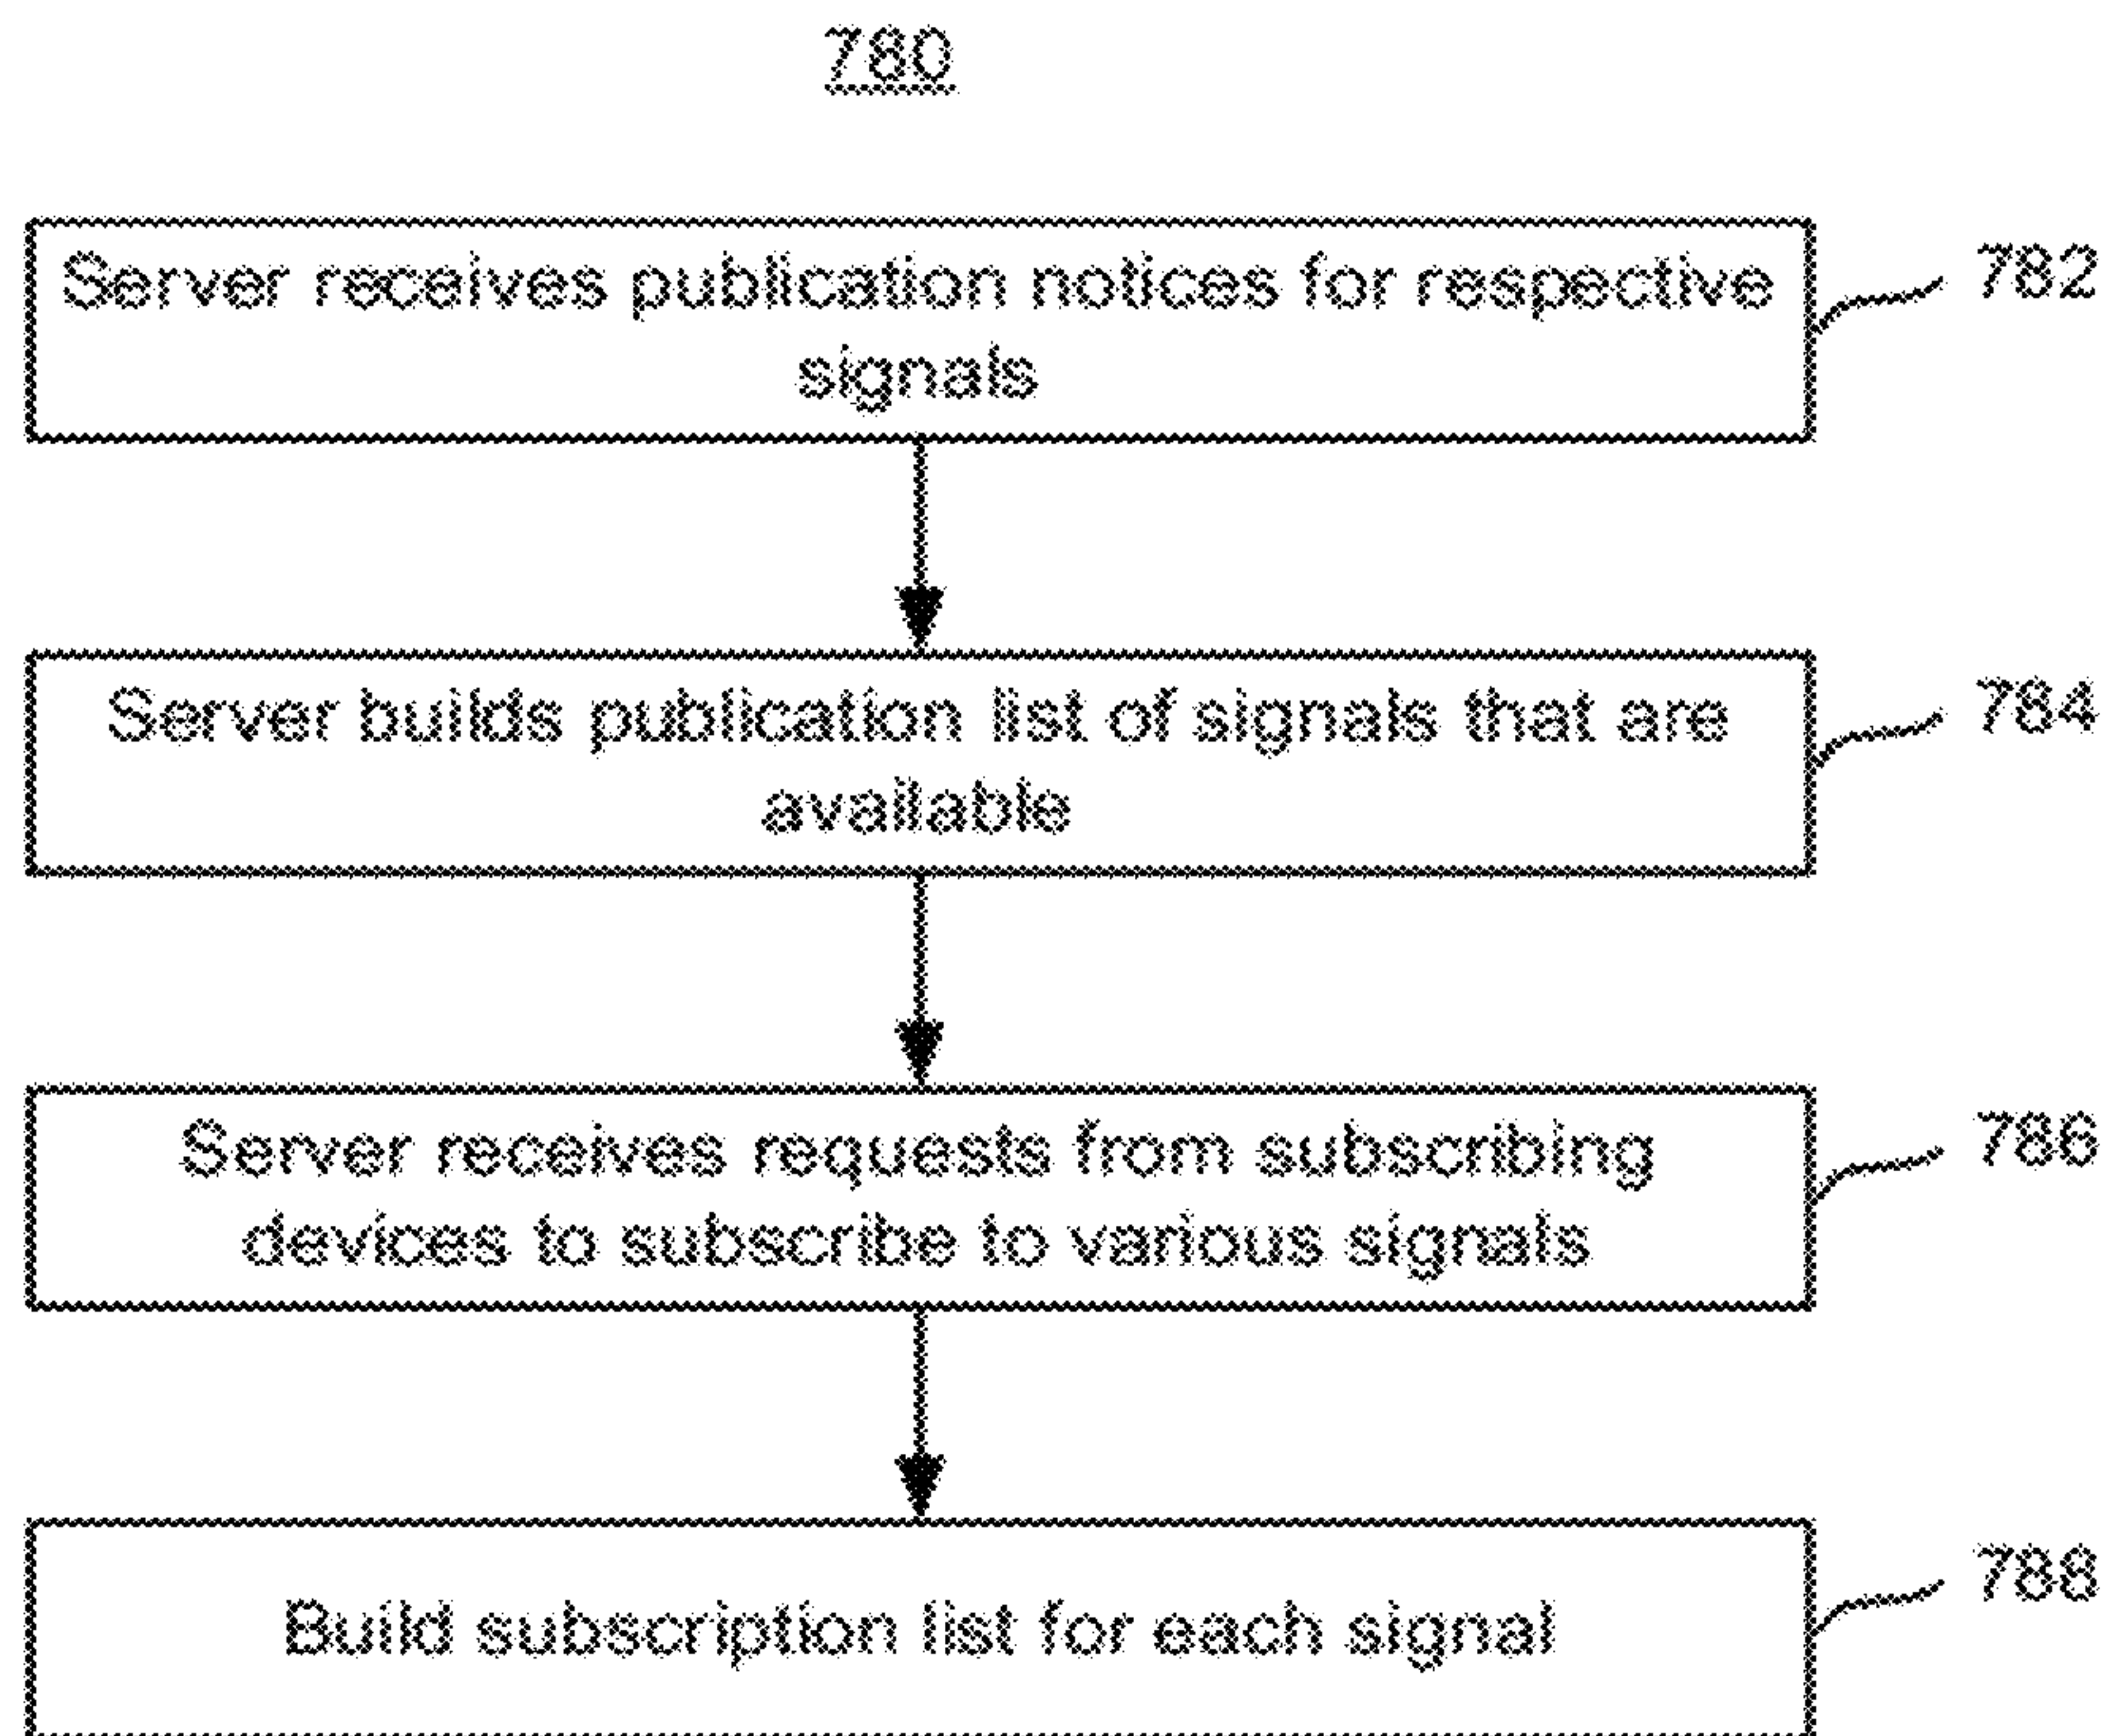 780
Server receives publication notices for respective
signals
782
Server builds publication list of signals that are
available
784
Server receives requests from subscribing
devices to subscribe to various signals
786
Build subscription list for each signal
788